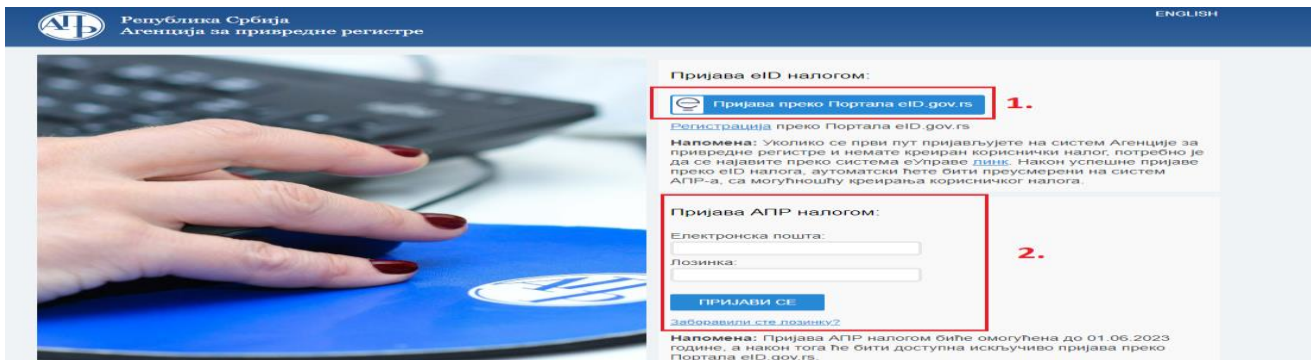 ENGLISH
АПР
Република Србија
Агенција за привредне регистре
Пријава eID налогом:
Пријава преко Портала eID.gov.rs
1.
Регистрација преко Портала eID.gov.rs
Напомена: Уколико се први пут пријављујете на систем Агенције за
привредне регистре и немате креиран кориснички налог, потребно је
да се најавите преко система еУправе линк. Након успешне пријаве
преко eID налога, аутоматски ћете бити преусмерени на систем
АПР-а, са могућношћу креирања корисничког налога.
Пријава АПР налогом:
Електронска пошта:
2.
Лозинка:
ПРИЈАВИ СЕ
Заборавили сте лозинку?
Напомена: Пријава АПР налогом биће омогућена до 01.06.2023
године, а након тога ће бити доступна искључиво пријава преко
Портала eID.gov.rs.
АПР